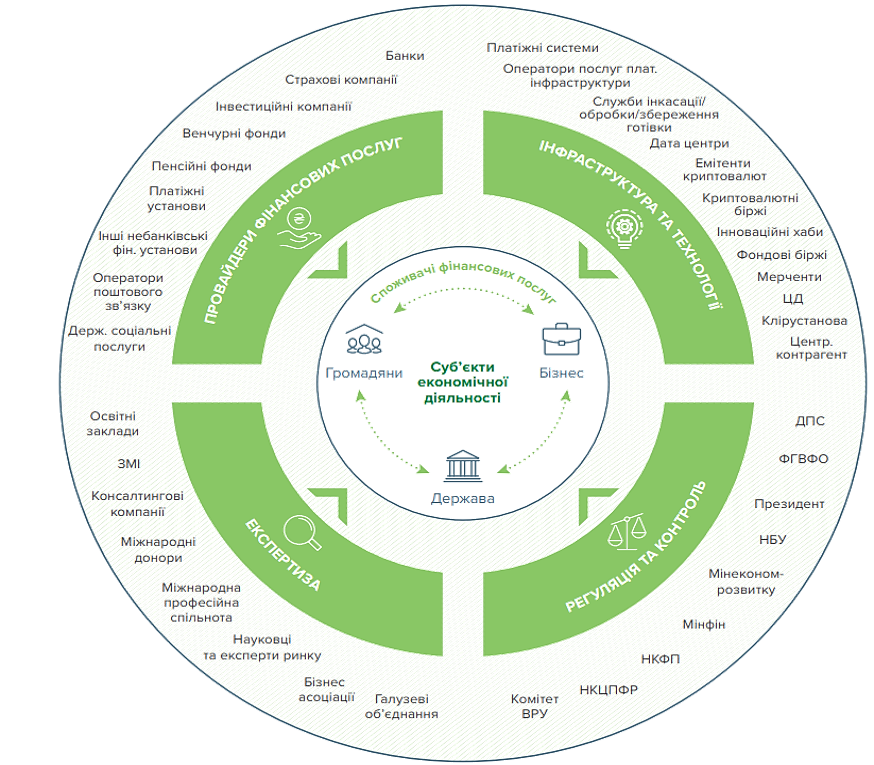 Банки
Страхові компанії
Інвестиційні компанії
Венчурні фонди
Пенсійні фонди
Платіжні
установи
Інші небанківські
фін. установи
Оператори
поштового
зв’язку
Держ. соціальні
послуги
ПРОВАЙДЕРИ ФІНАНСОВИХ ПОСЛУГ
Платіжні системи
Оператори послуг плат.
інфраструктури
Служби інкасації/
обробки/збереження
готівки
Дата центри
Емітенти
криптовалют
Криптовалютні
біржі
Інноваційні хаби
Фондові біржі
Мерченти
ЦД
Клірустанова
Центр.
контрагент
ІНФРАСТРУКТУРА ТА ТЕХНОЛОГІЇ
Споживачі фінансових послуг
Громадяни
Суб’єкти
економічної
діяльності
Бізнес
Держава
Освітні
заклади
ЗМІ
Консалтингові
компанії
Міжнародні
донори
Міжнародна
професійна
спільнота
Науковці
та експерти ринку
Бізнес
асоціації
Галузеві
об’єднання
ЕКСПЕРТИЗА
ДПС
ФГВФО
Президент
НБУ
Мінеконом-
розвитку
Мінфін
НКФП
НКЦПФР
Комітет
ВРУ
РЕГУЛЯЦІЯ ТА КОНТРОЛЬ